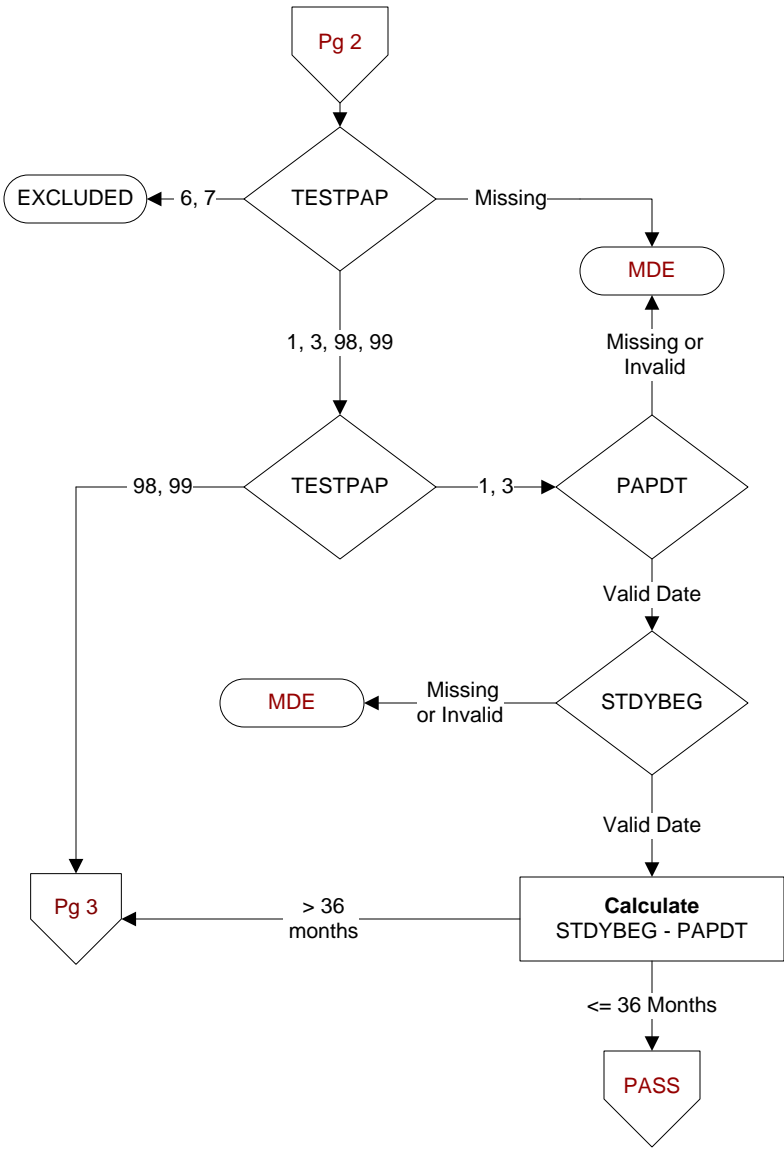 Pg 2
TESTPAP
EXCLUDED
6, 7
Missing
MDE
1, 3, 98, 99
Missing or
Invalid
98, 99
TESTPAP
1, 3
PAPDT
Valid Date
MDE
Missing
or Invalid
STDYBEG
Valid Date
Pg 3
> 36
months
Calculate
STDYBEG - PAPDT
<= 36 Months
PASS